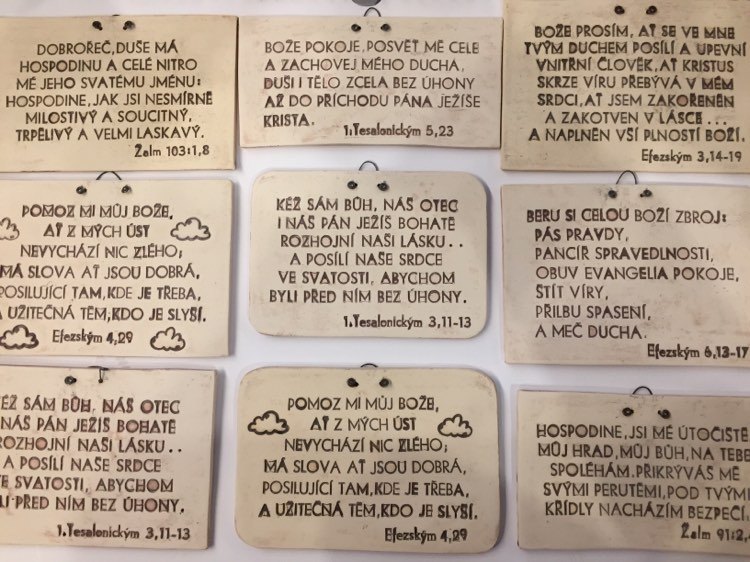 DOBROŘEČ, DUŠE MÁ
HOSPODINU A CELÉ NITRO
MÉ JEHO SVATÉMU JMÉNU:
HOSPODINE, JAK JSI NESMÍRNĚ
MILOSTIVÝ A SOUCITNÝ,
TRPĚLIVÝ A VELMI LASKAVÝ.
Žalm 103:1,8
BOŽE POKOJE, POSVĚŤ MĚ CELE
A ZACHOVEJ MÉHO DUCHA,
DUŠI I TĚLO ZCELA BEZ ÚHONY
AŽ DO PŘÍCHODU PÁNA JEŽÍŠE
KRISTA.
1.Tesalonickým 5,23
BOŽE PROSÍM, AŤ SE VE MNE
TVÝM DUCHEM POSÍLÍ A UPEVNÍ
VNITŘNÍ ČLOVĚK, AŤ KRISTUS
SKRZE VÍRU PŘEBÝVÁ V MÉM
SRDCI, AŤ JSEM ZAKOŘENĚN
A ZAKOTVEN V LÁSCE ...
A NAPLNĚN VŠÍ PLNOSTÍ BOŽÍ.
Efezským 3,14-19
POMOZ MI MŮJ BOŽE,
AŤ Z MÝCH ÚST
NEVYCHÁZÍ NIC ZLÉHO;
MÁ SLOVA AŤ JSOU DOBRÁ,
POSILUJÍCÍ TAM, KDE JE TŘEBA,
A UŽITEČNÁ TĚM, KDO JE SLYŠÍ.
Efezským 4,29
KÉŽ SÁM BŮH, NÁŠ OTEC
I NÁŠ PÁN JEŽÍŠ BOHATĚ
ROZHOJNÍ NAŠI LÁSKU..
A POSÍLÍ NAŠE SRDCE
VE SVATOSTI, ABYCHOM
BYLI PŘED NÍM BEZ ÚHONY.
1.Tesalonickým 3,11-13
BERU SI CELOU BOŽÍ ZBROJ:
PÁS PRAVDY,
PANCÍŘ SPRAVEDLNOSTI,
OBUV EVANGELIA POKOJE,
ŠTÍT VÍRY,
PŘILBU SPASENÍ,
A MEČ DUCHA.
Efezským 6,13-17
KÉŽ SÁM BŮH, NÁŠ OTEC
NÁŠ PÁN JEŽÍŠ BOHATĚ
ROZHOJNÍ NAŠI LÁSKU..
A POSÍLÍ NAŠE SRDCE
VE SVATOSTI, ABYCHOM
BYLI PŘED NÍM BEZ ÚHONY.
1.Tesalonickým 3,11-13
POMOZ MI MŮJ BOŽE,
AŤ Z MÝCH ÚST
NEVYCHÁZÍ NIC ZLÉHO;
MÁ SLOVA AŤ JSOU DOBRÁ,
POSILUJÍCÍ TAM, KDE JE TŘEBA,
A UŽITEČNÁ TĚM, KDO JE SLYŠÍ.
Efezským 4,29
HOSPODINE, JSI MÉ ÚTOČIŠTĚ
MŮJ HRAD, MŮJ BŮH, NA TEBE
SPOLÉHÁM. PŘIKRÝVÁŠ MĚ
SVÝMI PERUTĚMI, POD TVÝMI
KŘÍDLY NACHÁZÍM BEZPEČÍ.
Žalm 91:2,